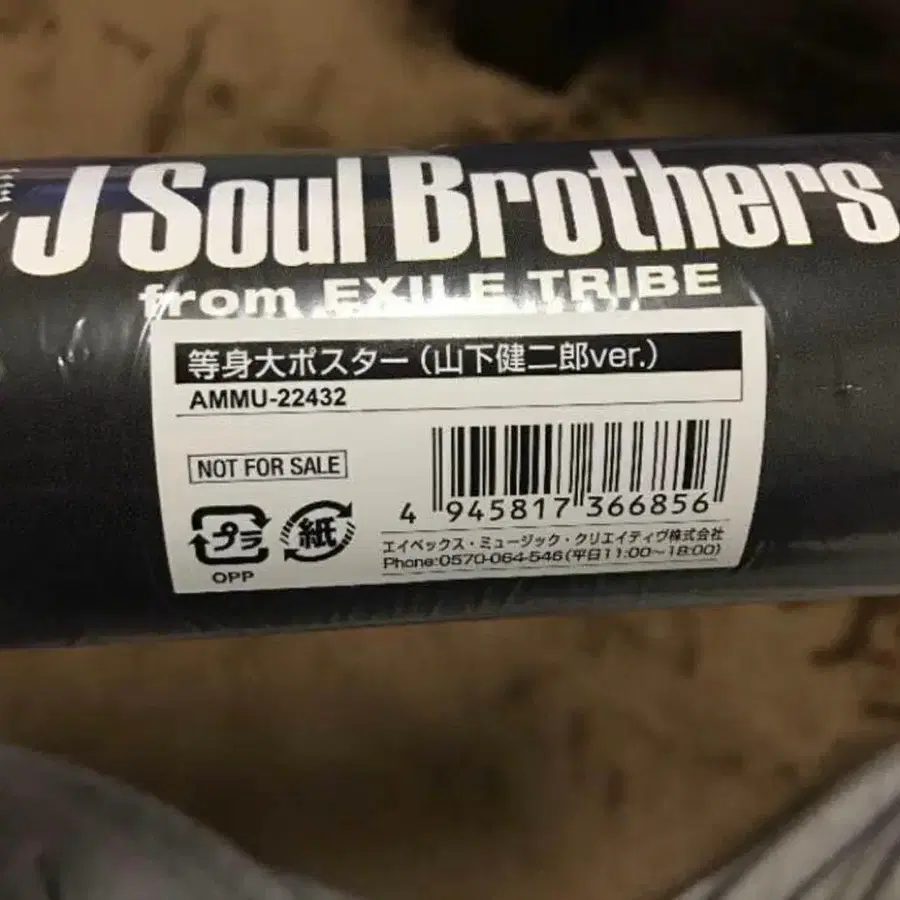 J Soul Brothers
from EXILE TRIBE
等身大ポスター(山下健二郎ver.)
AMMU-22432
NOT FOR SALE
4 945817 366856
プラ
紙
OPP
エイベックス・ミュージック・クリエイティヴ株式会社
Phone:0570-064-546(平日11:00~18:00)